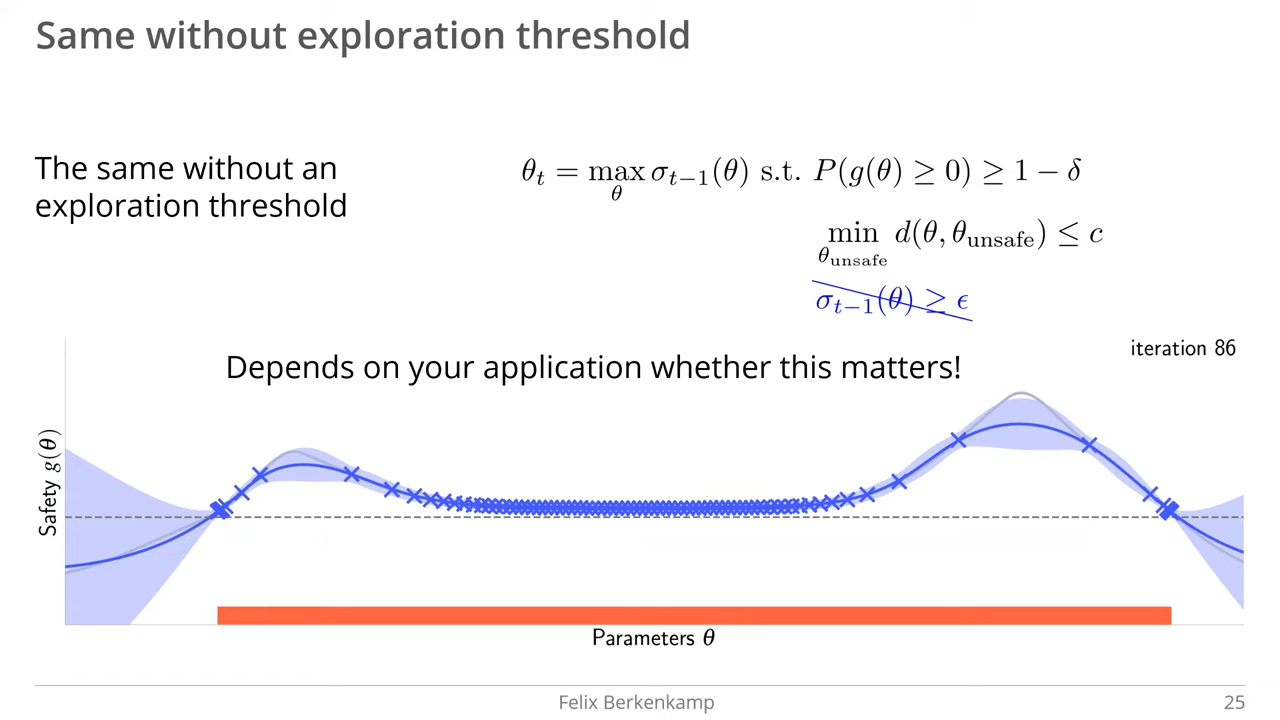 Same without exploration threshold
The same without an
exploration threshold
θ_t = max_θ σ_{t−1}(θ) s.t. P(g(θ) ≥ 0) ≥ 1 − δ
min_{θ_unsafe} d(θ, θ_unsafe) ≤ c
σ_{t−1}(θ) ≥ ϵ
iteration 86
Depends on your application whether this matters!
Safety g(θ)
Parameters θ
Felix Berkenkamp
25